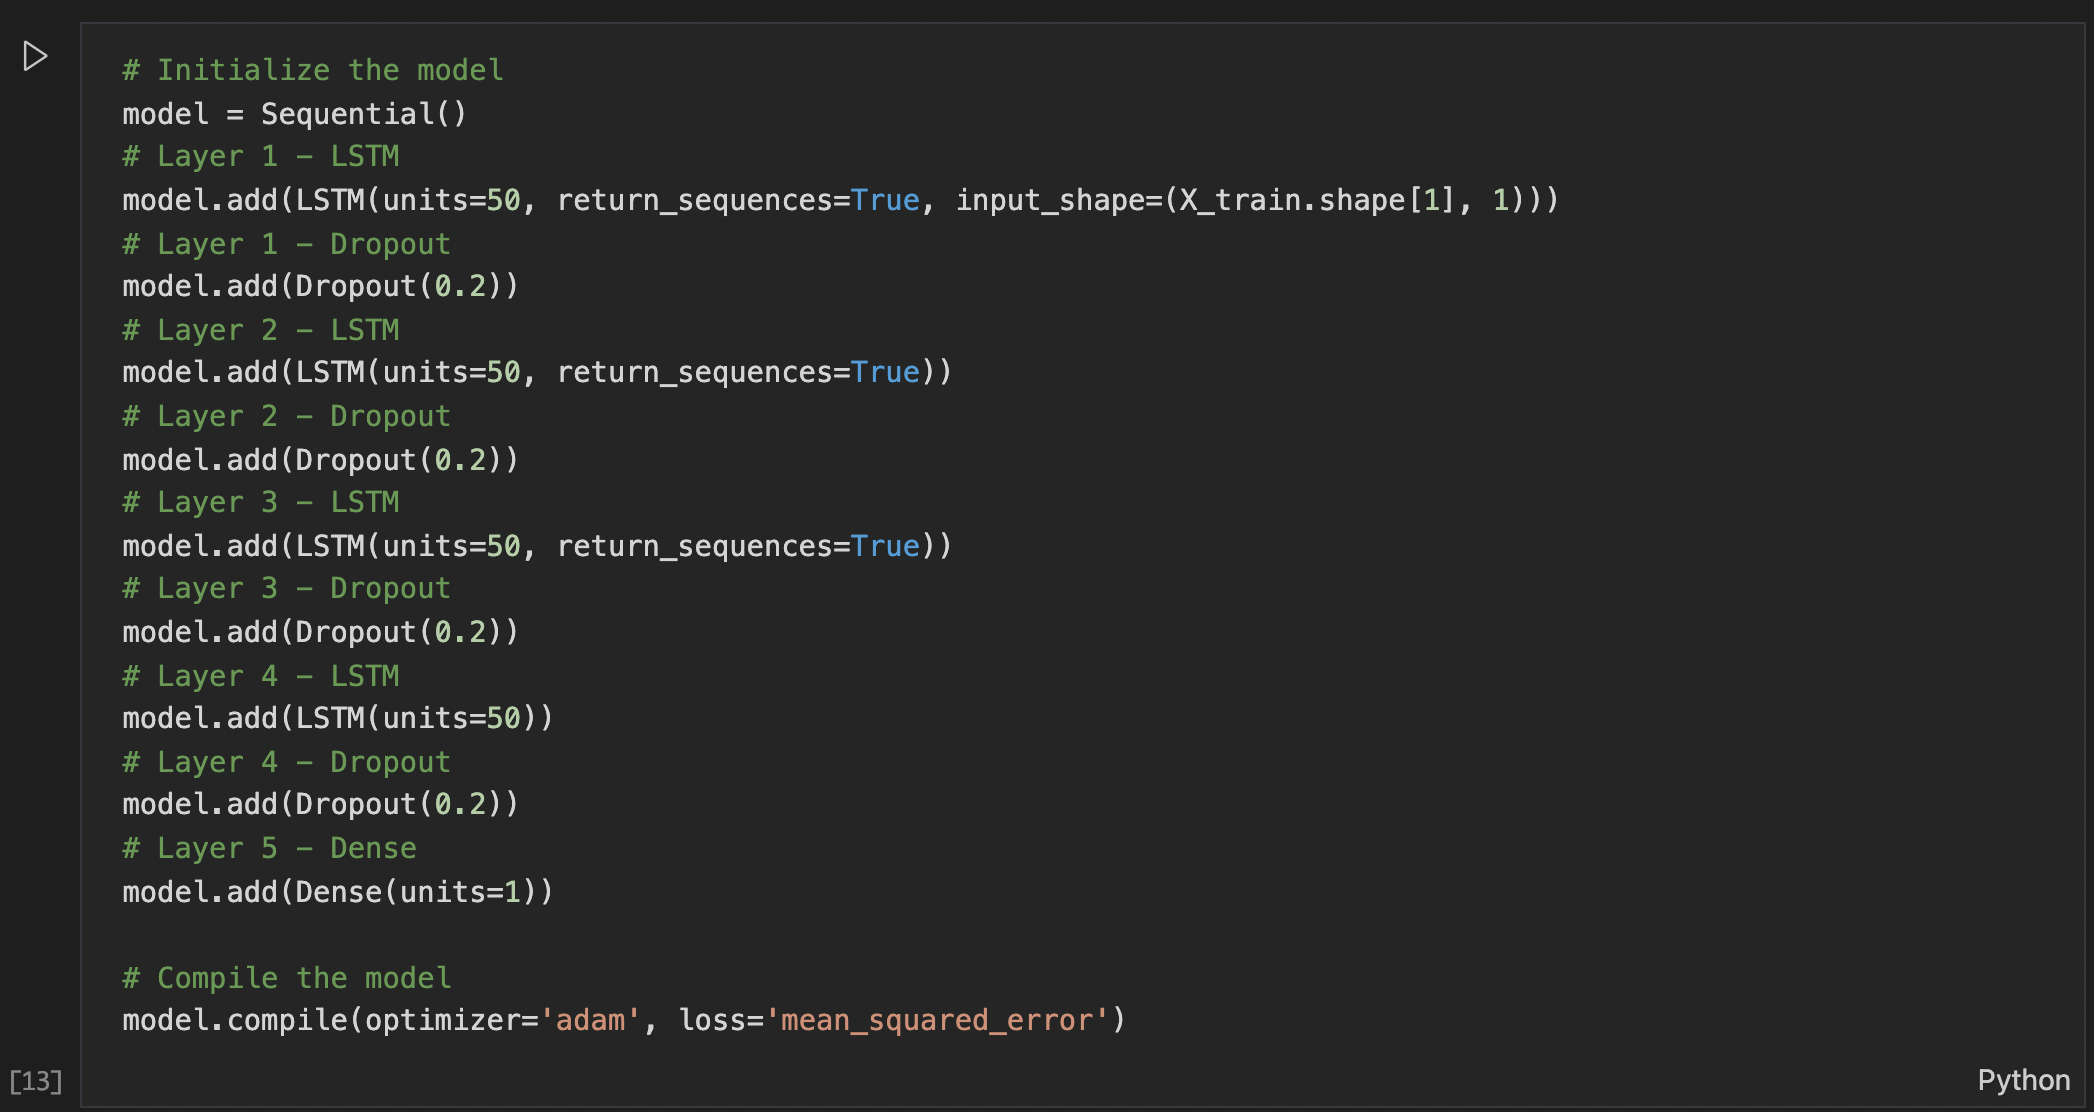 # Initialize the model
model = Sequential()
# Layer 1 – LSTM
model.add(LSTM(units=50, return_sequences=True, input_shape=(X_train.shape[1], 1)))
# Layer 1 – Dropout
model.add(Dropout(0.2))
# Layer 2 – LSTM
model.add(LSTM(units=50, return_sequences=True))
# Layer 2 – Dropout
model.add(Dropout(0.2))
# Layer 3 – LSTM
model.add(LSTM(units=50, return_sequences=True))
# Layer 3 – Dropout
model.add(Dropout(0.2))
# Layer 4 – LSTM
model.add(LSTM(units=50))
# Layer 4 – Dropout
model.add(Dropout(0.2))
# Layer 5 – Dense
model.add(Dense(units=1))

# Compile the model
model.compile(optimizer='adam', loss='mean_squared_error')
[13]
Python